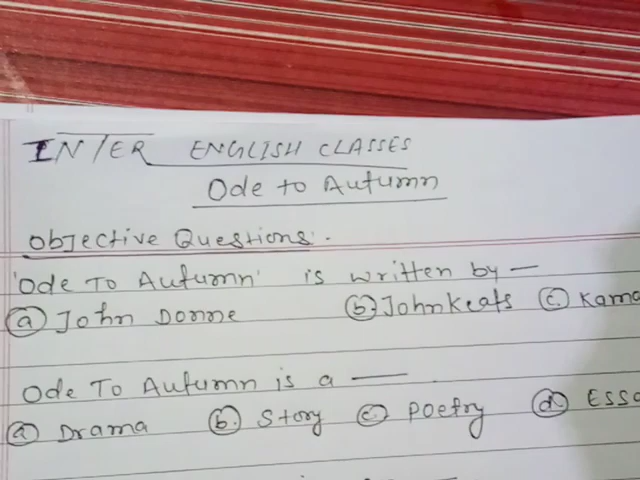 INTER ENGLISH CLASSES
Ode to Autumn
Objective Questions:-
'Ode To Autumn' is written by —
(a) John Donne (b) John Keats (c) Kama
Ode To Autumn is a —
(a) Drama (b) Story (c) Poetry (d) Essa